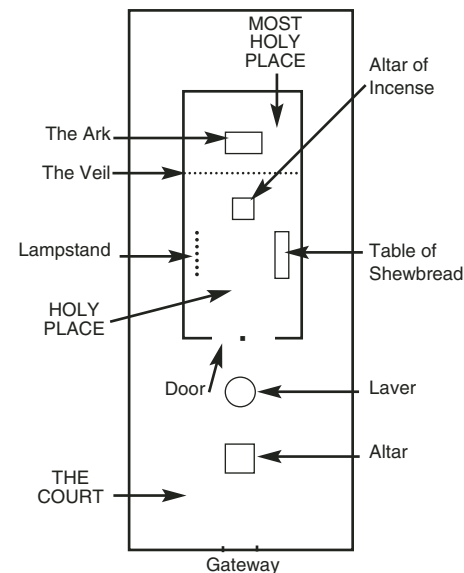 MOST
HOLY
PLACE
Altar of
Incense
The Ark
The Veil
Lampstand
Table of
Shewbread
HOLY
PLACE
Door
Laver
Altar
THE
COURT
Gateway